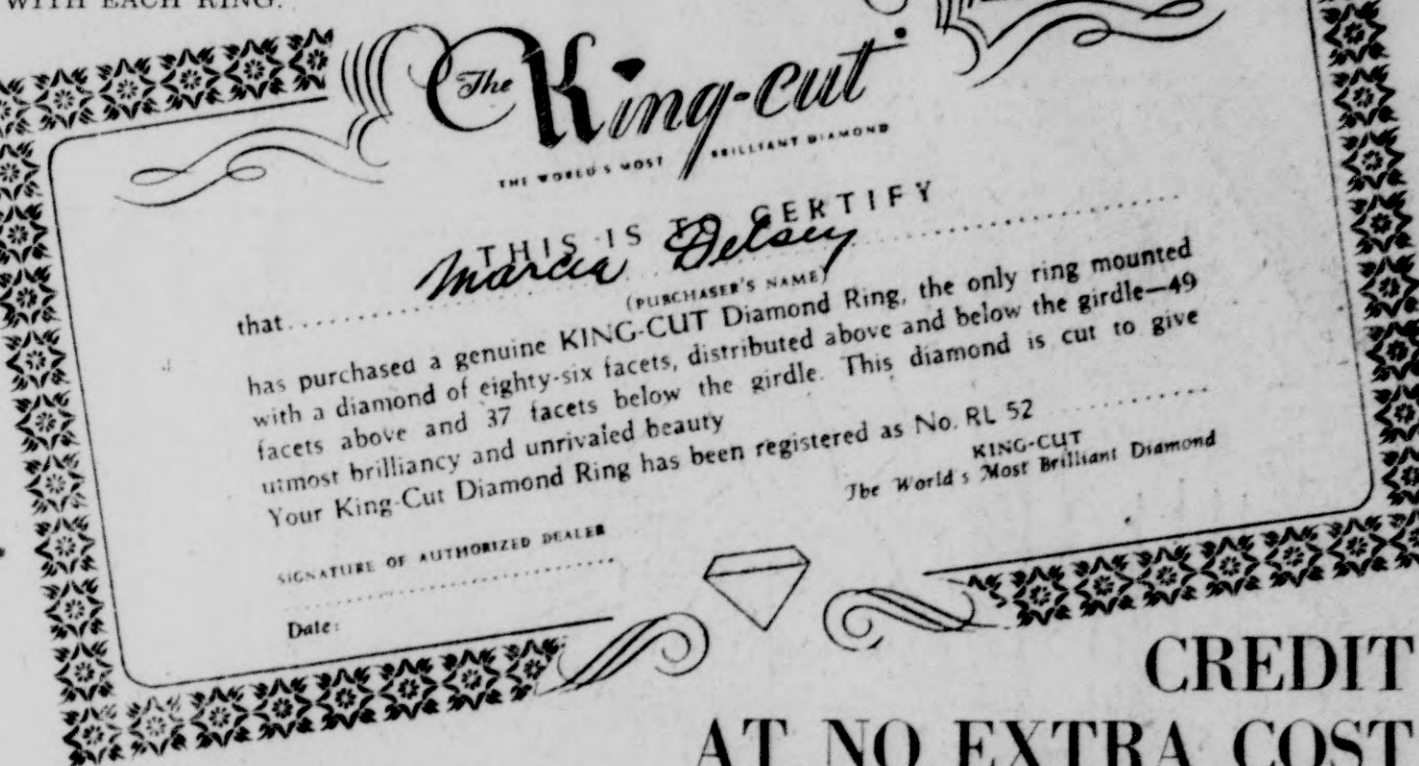 WITH EACH RING.
The King-cut
THE WORLD'S MOST BRILLIANT DIAMOND
THIS IS TO CERTIFY
that Marcia Delsey
(PURCHASER'S NAME)
has purchased a genuine KING-CUT Diamond Ring, the only ring mounted
with a diamond of eighty-six facets, distributed above and below the girdle—49
facets above and 37 facets below the girdle. This diamond is cut to give
utmost brilliancy and unrivaled beauty
Your King-Cut Diamond Ring has been registered as No. RL 52
KING-CUT
The World's Most Brilliant Diamond
SIGNATURE OF AUTHORIZED DEALER
Date:
CREDIT
AT NO EXTRA COST